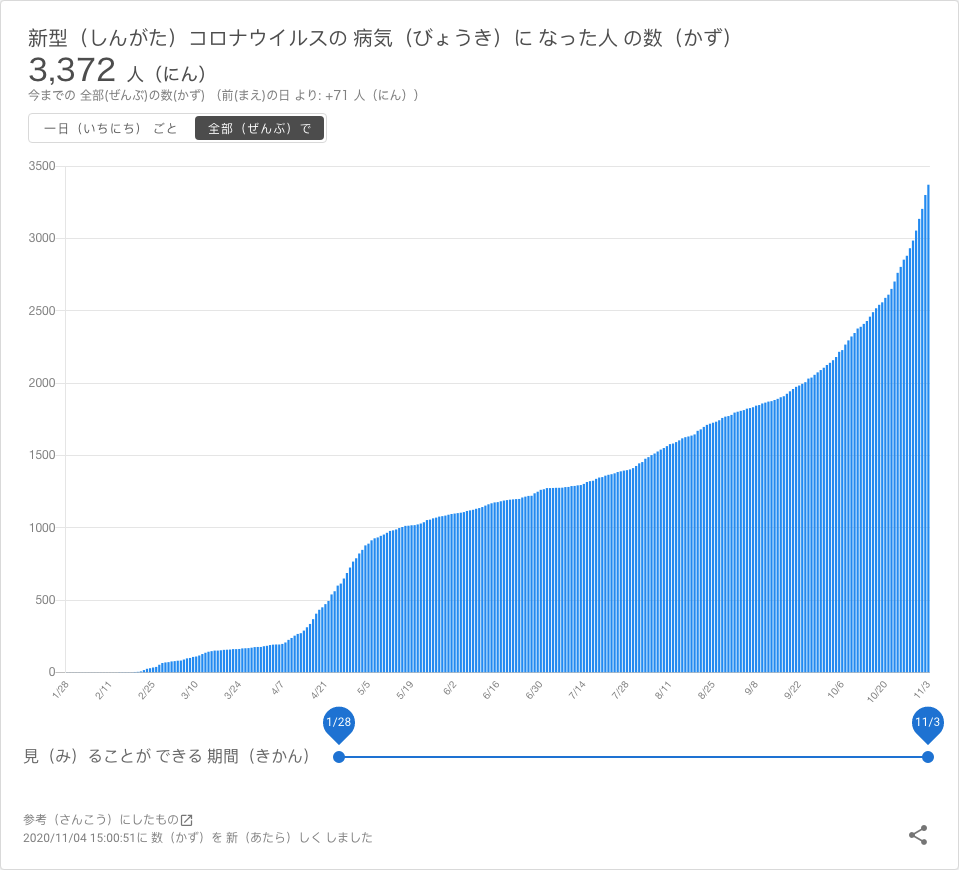 新型（しんがた）コロナウイルスの 病気（びょうき）に なった人 の数（かず）
3,372 人（にん）
今までの 全部(ぜんぶ)の数(かず) （前(まえ)の日 より: +71 人（にん））
一日（いちにち） ごと 全部（ぜんぶ）で
3500
3000
2500
2000
1500
1000
500
0
1/28 2/11 2/25 3/10 3/24 4/7 4/21 5/5 5/19 6/2 6/16 6/30 7/14 7/28 8/11 8/25 9/8 9/22 10/6 10/20 11/3
1/28 11/3
見（み）ることが できる 期間（きかん）
参考（さんこう）にしたもの
2020/11/04 15:00:51に 数（かず）を 新（あたら）しく しました